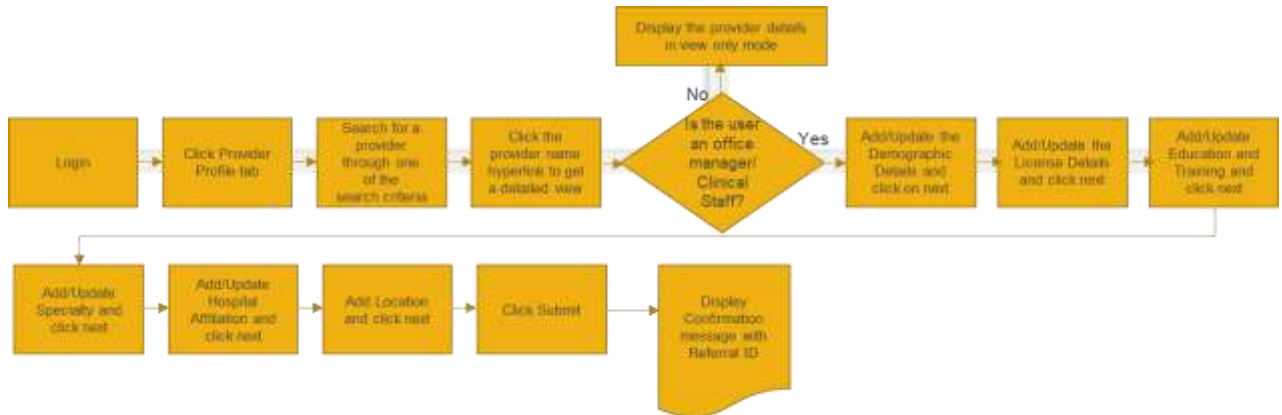 Display the provider details
in view only mode
No
Login
Click Provider
Profile tab
Search for a
provider
through one
of the
search criteria
Click the
provider name
hyperlink to get
a detailed view
Is the user
an office
manager/
Clinical
Staff?
Yes
Add/Update the
Demographic
Details and
click on next
Add/Update the
License Details
and click next
Add/Update
Education and
Training and
click next
Add/Update
Specialty and
click next
Add/Update
Hospital
Affiliation and
click next
Add Location
and click next
Click Submit
Display
Confirmation
message with
Referral ID